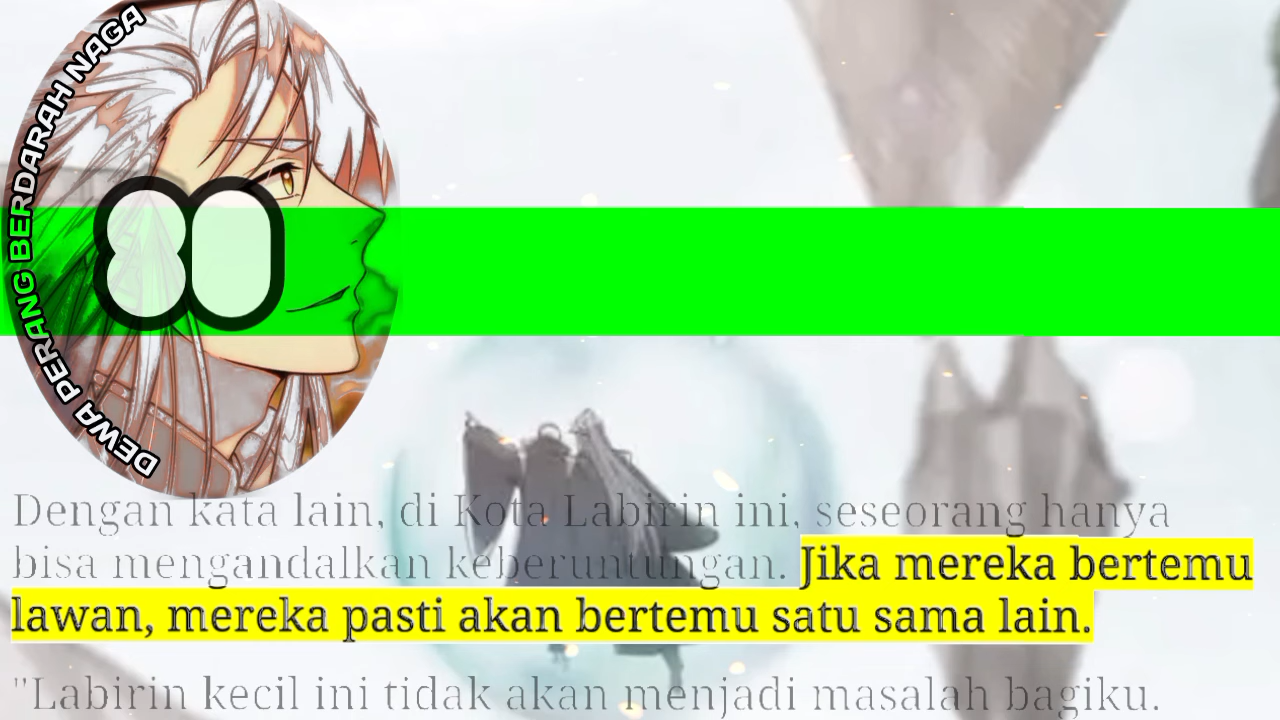 DEWA PERANG BERDARAH NAGA
80
Dengan kata lain, di Kota Labirin ini, seseorang hanya
bisa mengandalkan keberuntungan. Jika mereka bertemu
lawan, mereka pasti akan bertemu satu sama lain.
"Labirin kecil ini tidak akan menjadi masalah bagiku.